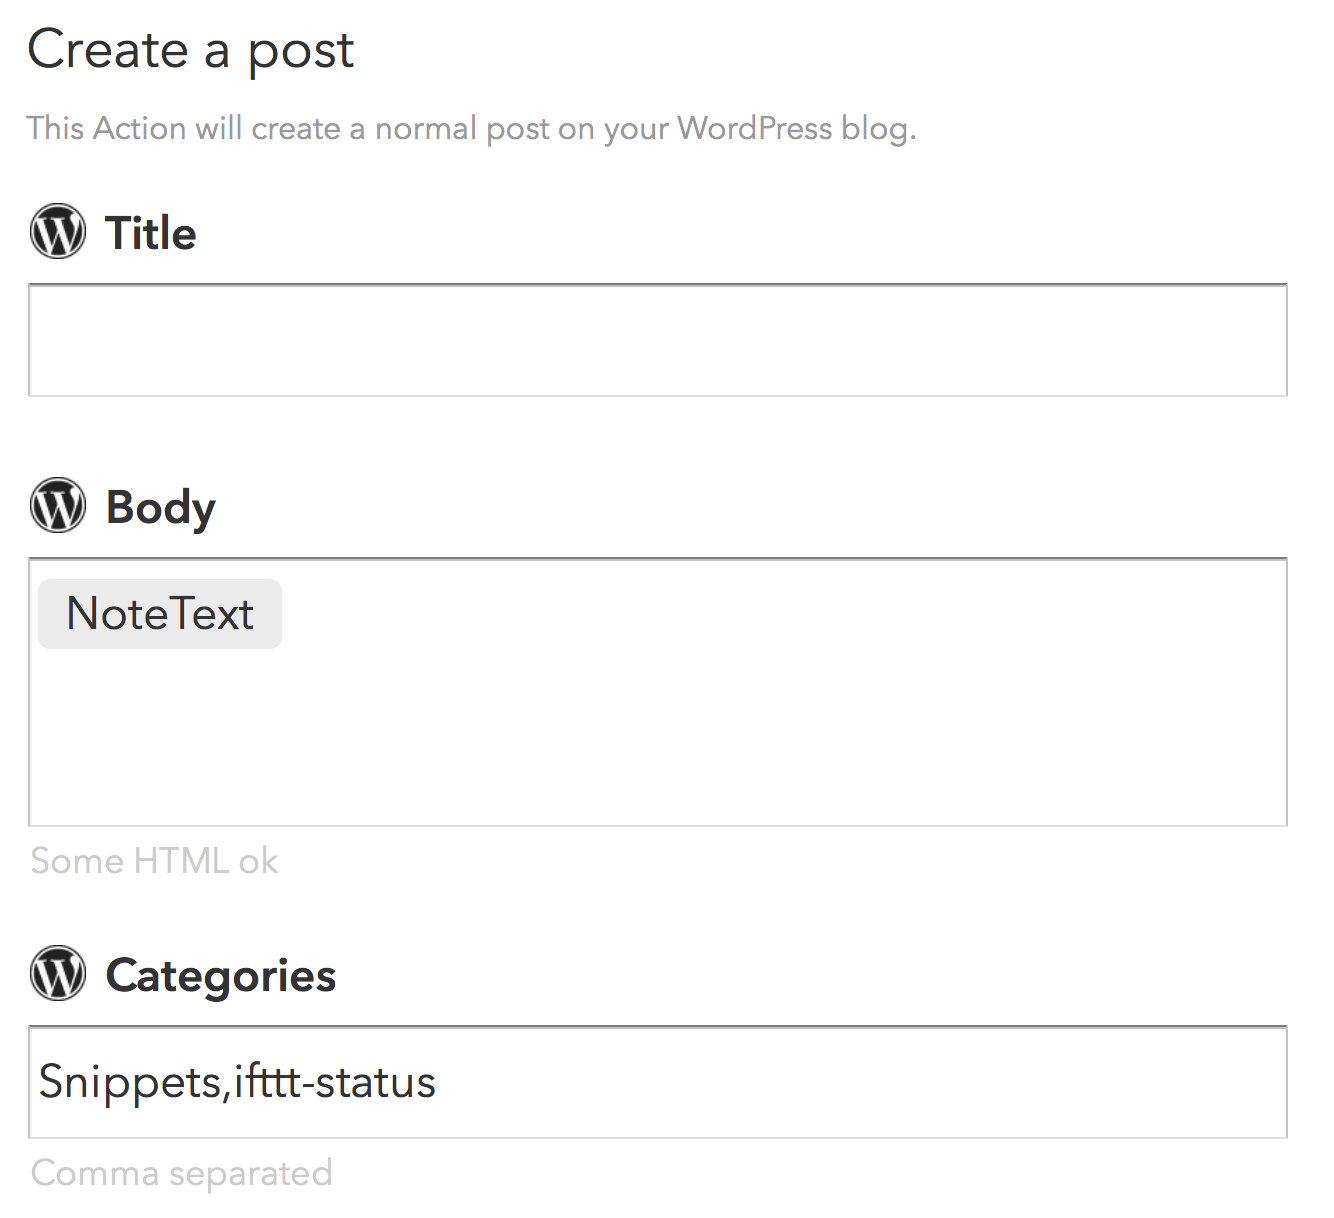 Create a post
This Action will create a normal post on your WordPress blog.
Title
Body
NoteText
Some HTML ok
Categories
Snippets,ifttt-status
Comma separated